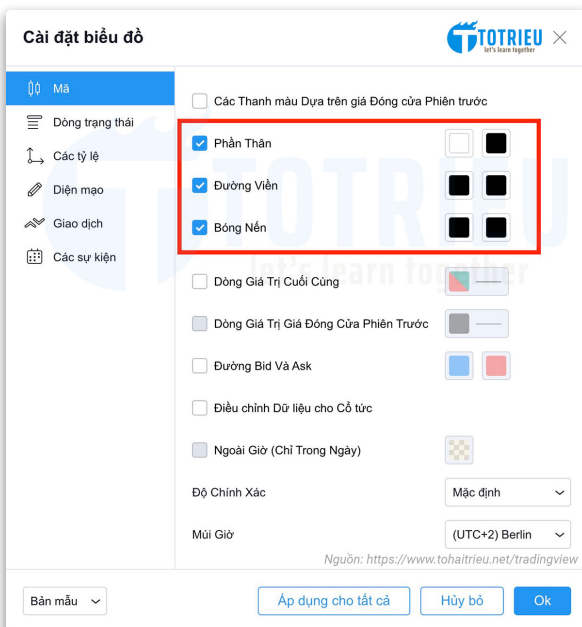 Cài đặt biểu đồ
TOTRIEU
let's learn together
Mã
Dòng trạng thái
Các tỷ lệ
Diện mạo
Giao dịch
Các sự kiện
Các Thanh màu Dựa trên giá Đóng cửa Phiên trước
Phần Thân
Đường Viền
Bóng Nến
TOTRIEU
let's learn together
Dòng Giá Trị Cuối Cùng
Dòng Giá Trị Giá Đóng Cửa Phiên Trước
Đường Bid Và Ask
Điều chỉnh Dữ liệu cho Cổ tức
Ngoài Giờ (Chỉ Trong Ngày)
Độ Chính Xác
Mặc định
Múi Giờ
(UTC+2) Berlin
Nguồn: https://www.tohaitrieu.net/tradingview
Bản mẫu
Áp dụng cho tất cả
Hủy bỏ
Ok